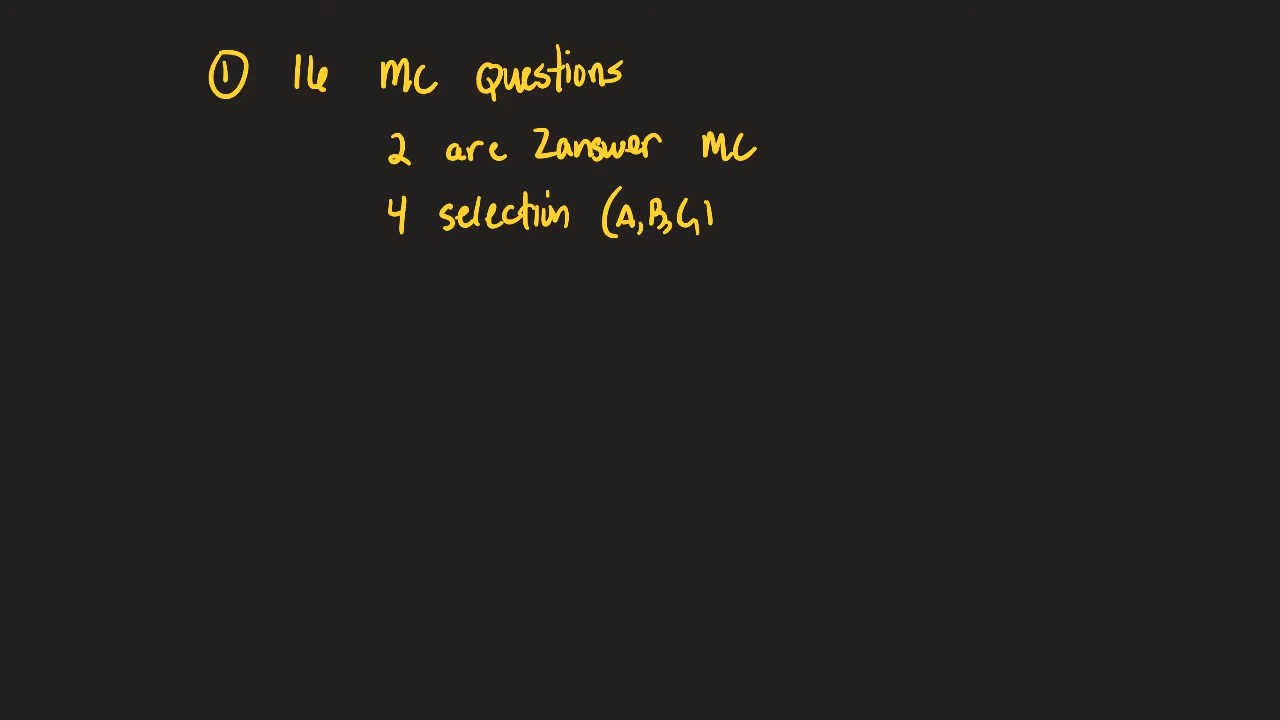 ① 16 MC Questions
2 are 2answer MC
4 selection (A,B,C,